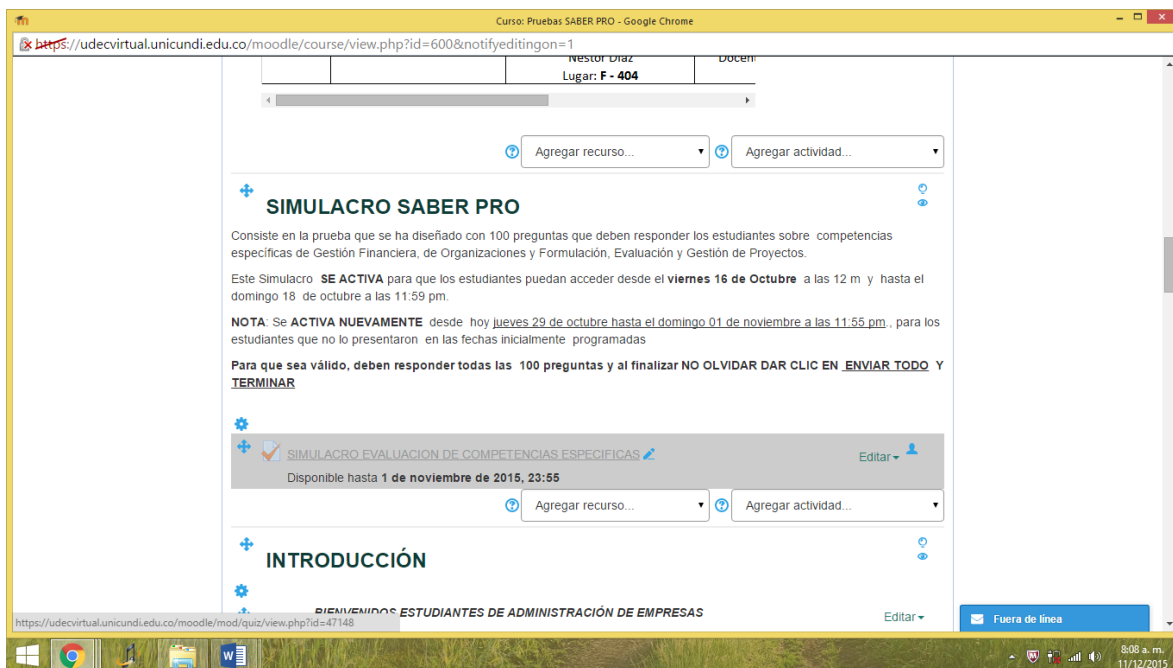 Curso: Pruebas SABER PRO - Google Chrome
https://udecvirtual.unicundi.edu.co/moodle/course/view.php?id=600&notifyeditingon=1
Nestor Díaz
Lugar: F - 404
Agregar recurso... Agregar actividad...
SIMULACRO SABER PRO
Consiste en la prueba que se ha diseñado con 100 preguntas que deben responder los estudiantes sobre competencias
específicas de Gestión Financiera, de Organizaciones y Formulación, Evaluación y Gestión de Proyectos.
Este Simulacro SE ACTIVA para que los estudiantes puedan acceder desde el viernes 16 de Octubre a las 12 m y hasta el
domingo 18 de octubre a las 11:59 pm.
NOTA: Se ACTIVA NUEVAMENTE desde hoy jueves 29 de octubre hasta el domingo 01 de noviembre a las 11:55 pm., para los
estudiantes que no lo presentaron en las fechas inicialmente programadas
Para que sea válido, deben responder todas las 100 preguntas y al finalizar NO OLVIDAR DAR CLIC EN ENVIAR TODO Y
TERMINAR
SIMULACRO EVALUACION DE COMPETENCIAS ESPECIFICAS Editar
Disponible hasta 1 de noviembre de 2015, 23:55
Agregar recurso... Agregar actividad...
INTRODUCCIÓN
BIENVENIDOS ESTUDIANTES DE ADMINISTRACIÓN DE EMPRESAS Editar
https://udecvirtual.unicundi.edu.co/moodle/mod/quiz/view.php?id=47148
Fuera de línea
8:08 a. m.
11/12/2015